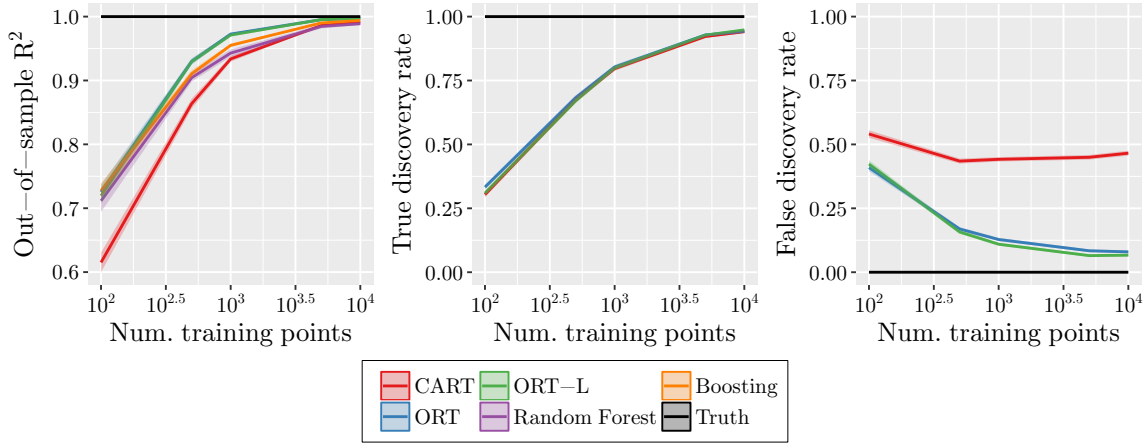 Out−of−sample R²
1.0
0.9
0.8
0.7
0.6
10² 10^2.5 10³ 10^3.5 10⁴
Num. training points
True discovery rate
1.00
0.75
0.50
0.25
0.00
10² 10^2.5 10³ 10^3.5 10⁴
Num. training points
False discovery rate
1.00
0.75
0.50
0.25
0.00
10² 10^2.5 10³ 10^3.5 10⁴
Num. training points
CART ORT−L Boosting
ORT Random Forest Truth